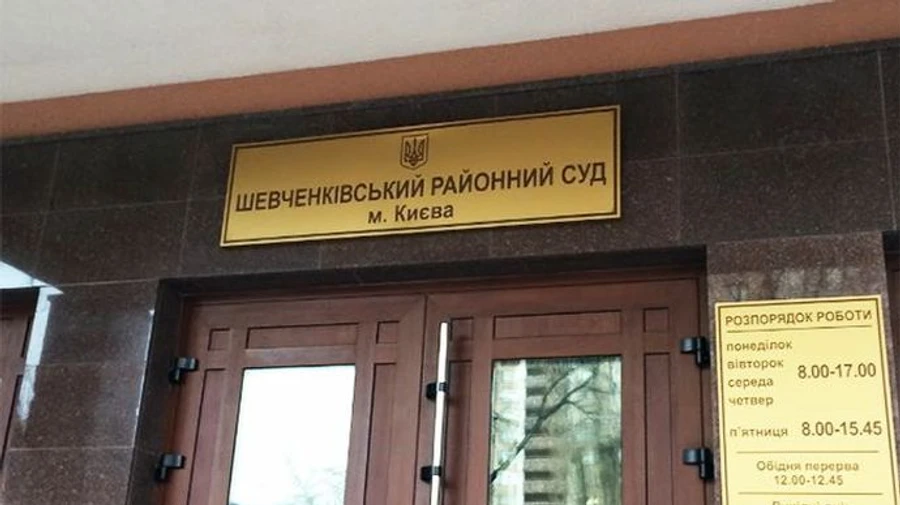 ШЕВЧЕНКІВСЬКИЙ РАЙОННИЙ СУД
м. Києва
РОЗПОРЯДОК РОБОТИ
понеділок
вівторок
середа
четвер
8.00-17.00
п'ятниця 8.00-15.45
Обідня перерва
12.00-12.45